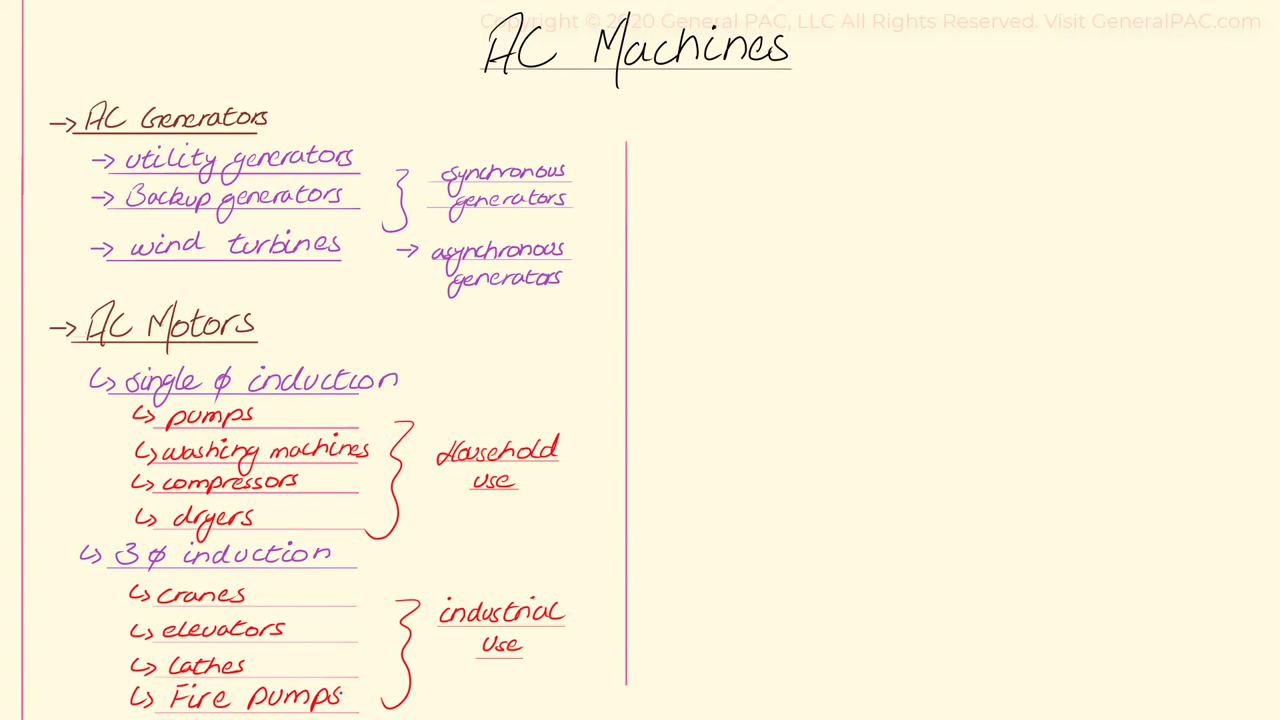 Copyright © 2020 General PAC, LLC All Rights Reserved. Visit GeneralPAC.com
AC Machines
→ AC Generators
→ utility generators
→ Backup generators
synchronous
generators
→ wind turbines
→ asynchronous
generators
→ AC Motors
↳ single ϕ induction
↳ pumps
↳ washing machines
↳ compressors
↳ dryers
Household
use
↳ 3 ϕ induction
↳ cranes
↳ elevators
↳ lathes
↳ Fire pumps
industrial
use